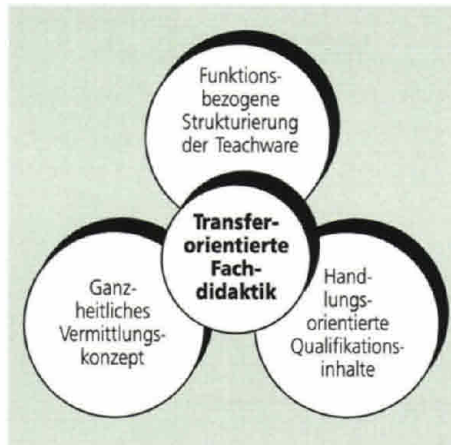 Funktions-
bezogene
Strukturierung
der Teachware
Transfer-
orientierte
Fach-
didaktik
Ganz-
heitliches
Vermittlungs-
konzept
Hand-
lungs-
orientierte
Qualifikations-
inhalte